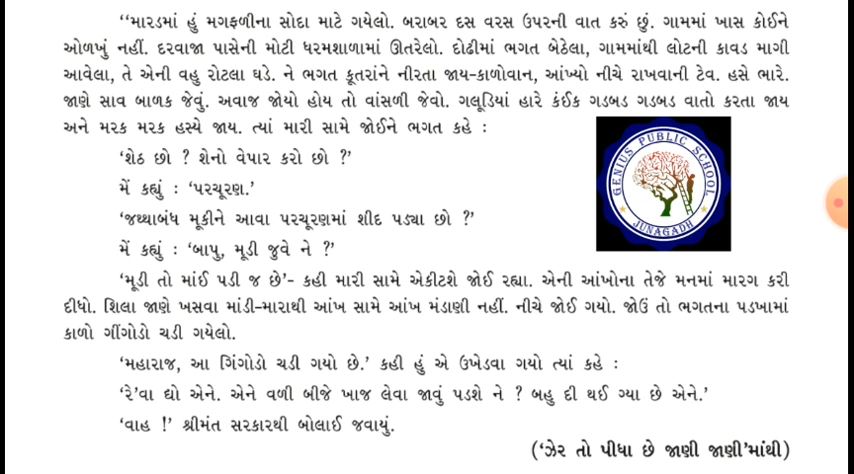 ‘‘મારડમાં હું મગફળીના સોદા માટે ગયેલો. બરાબર દસ વરસ ઉપરની વાત કરું છું. ગામમાં ખાસ કોઈને
ઓળખું નહીં. દરવાજા પાસેની મોટી ધરમશાળામાં ઊતરેલો. દોઢીમાં ભગત બેઠેલા, ગામમાંથી લોટની કાવડ માગી
આવેલા, તે એની વહુ રોટલા ઘડે. ને ભગત કૂતરાંને નીરતા જાય-કાળોવાન, આંખ્યો નીચે રાખવાની ટેવ. હસે ભારે.
જાણે સાવ બાળક જેવું. અવાજ જોયો હોય તો વાંસળી જેવો. ગલૂડિયાં હારે કંઈક ગડબડ ગડબડ વાતો કરતા જાય
અને મરક મરક હસ્યે જાય. ત્યાં મારી સામે જોઈને ભગત કહે :
‘શેઠ છો ? શેનો વેપાર કરો છો ?’
મેં કહ્યું : ‘પરચૂરણ.’
‘જથ્થાબંધ મૂકીને આવા પરચૂરણમાં શીદ પડ્યા છો ?’
મેં કહ્યું : ‘બાપુ, મૂડી જુવે ને ?’
‘મૂડી તો માંઈ પડી જ છે’- કહી મારી સામે એકીટશે જોઈ રહ્યા. એની આંખોના તેજે મનમાં મારગ કરી
દીધો. શિલા જાણે ખસવા માંડી-મારાથી આંખ સામે આંખ મંડાણી નહીં. નીચે જોઈ ગયો. જોઉં તો ભગતના પડખામાં
કાળો ગીંગોડો ચડી ગયેલો.
‘મહારાજ, આ ગિંગોડો ચડી ગયો છે.’ કહી હું એ ઉખેડવા ગયો ત્યાં કહે :
‘રે’વા દ્યો એને. એને વળી બીજે ખાજ લેવા જાવું પડશે ને ? બહુ દી થઈ ગ્યા છે એને.’
‘વાહ !’ શ્રીમંત સરકારથી બોલાઈ જવાયું.
(‘ઝેર તો પીધા છે જાણી જાણી’માંથી)
GENIUS PUBLIC SCHOOL
JUNAGADH